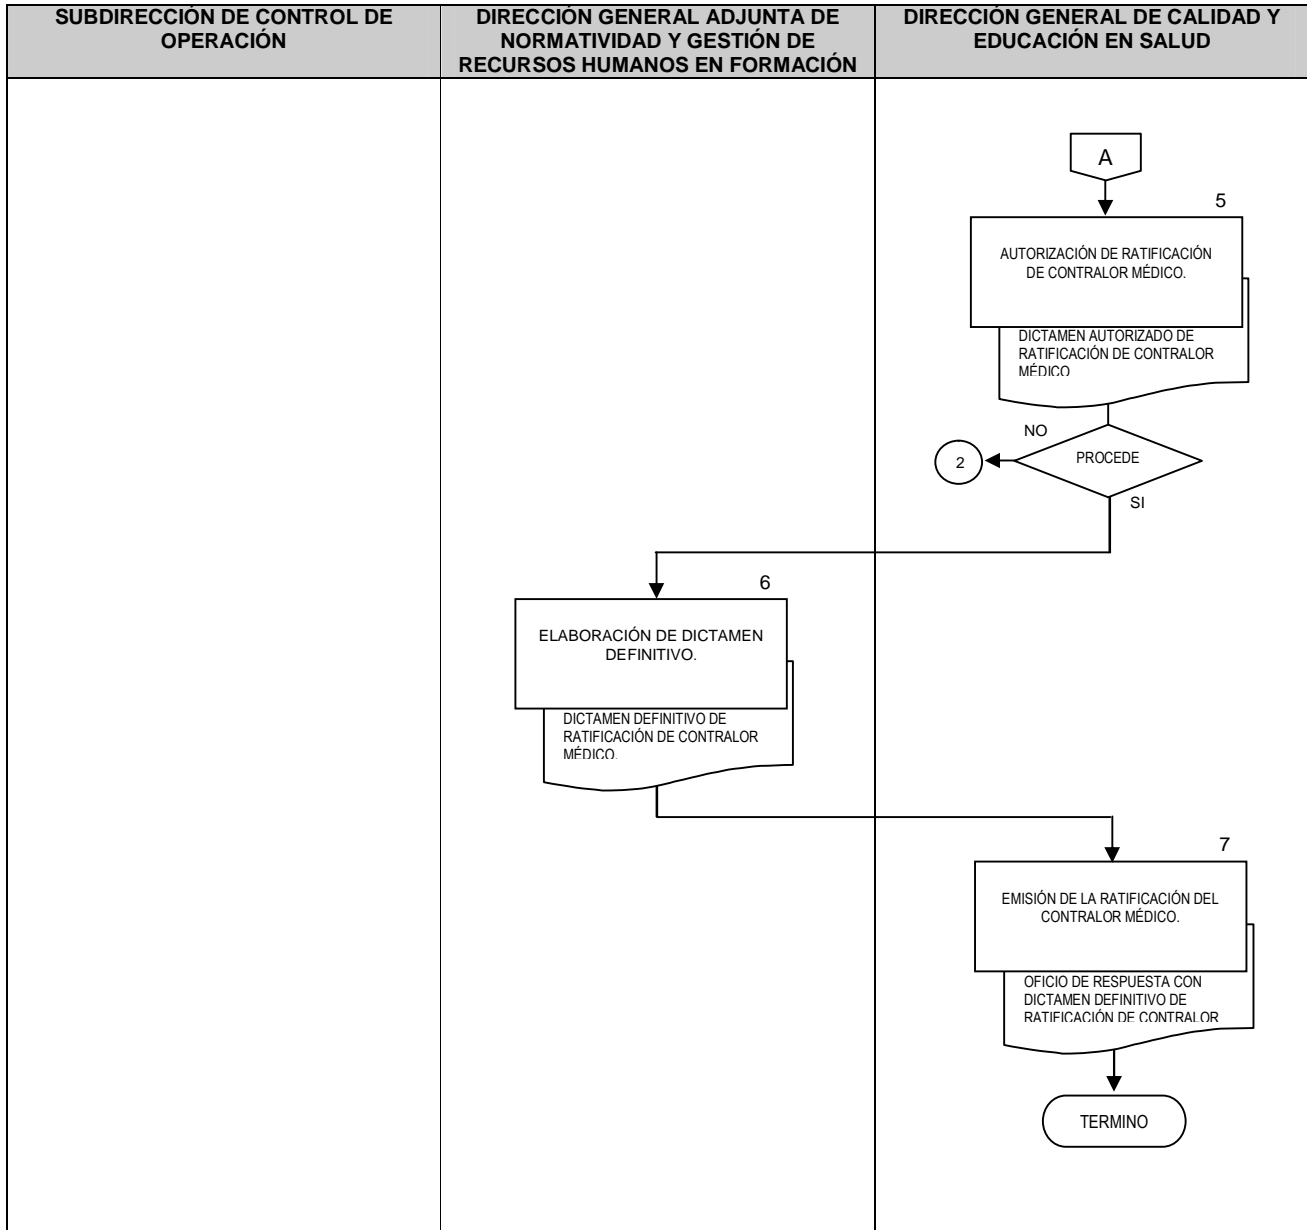 SUBDIRECCIÓN DE CONTROL DE
OPERACIÓN
DIRECCIÓN GENERAL ADJUNTA DE
NORMATIVIDAD Y GESTIÓN DE
RECURSOS HUMANOS EN FORMACIÓN
DIRECCIÓN GENERAL DE CALIDAD Y
EDUCACIÓN EN SALUD
A
5
AUTORIZACIÓN DE RATIFICACIÓN
DE CONTRALOR MÉDICO.
DICTAMEN AUTORIZADO DE
RATIFICACIÓN DE CONTRALOR
MÉDICO
NO
2
PROCEDE
SI
6
ELABORACIÓN DE DICTAMEN
DEFINITIVO.
DICTAMEN DEFINITIVO DE
RATIFICACIÓN DE CONTRALOR
MÉDICO.
7
EMISIÓN DE LA RATIFICACIÓN DEL
CONTRALOR MÉDICO.
OFICIO DE RESPUESTA CON
DICTAMEN DEFINITIVO DE
RATIFICACIÓN DE CONTRALOR
TERMINO